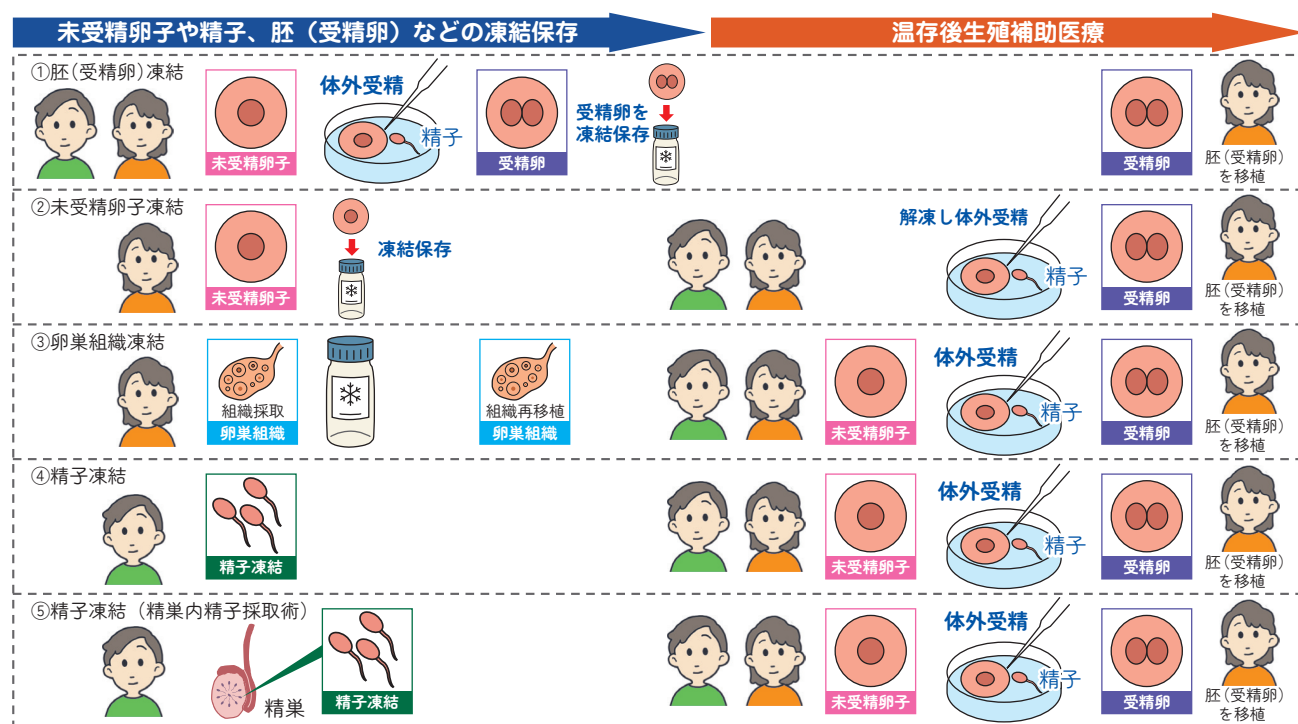 未受精卵子や精子、胚（受精卵）などの凍結保存
温存後生殖補助医療
①胚（受精卵）凍結
未受精卵子
体外受精
精子
受精卵
受精卵を
凍結保存
受精卵
胚（受精卵）
を移植
②未受精卵子凍結
未受精卵子
凍結保存
解凍し体外受精
精子
受精卵
胚（受精卵）
を移植
③卵巣組織凍結
組織採取
卵巣組織
組織再移植
卵巣組織
未受精卵子
体外受精
精子
受精卵
胚（受精卵）
を移植
④精子凍結
精子凍結
未受精卵子
体外受精
精子
受精卵
胚（受精卵）
を移植
⑤精子凍結（精巣内精子採取術）
精巣
精子凍結
未受精卵子
体外受精
精子
受精卵
胚（受精卵）
を移植